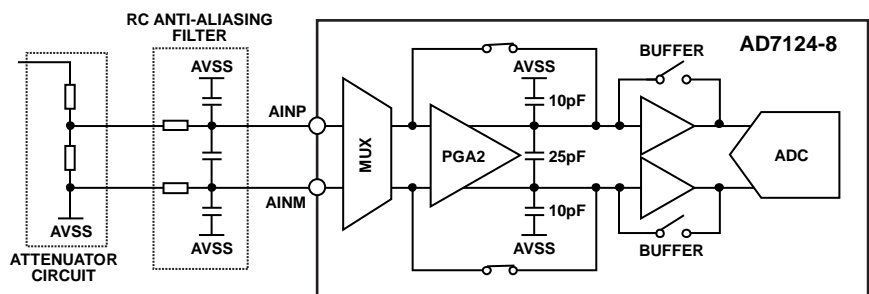 RC ANTI-ALIASING
FILTER
AD7124-8
BUFFER
AVSS
AVSS
10pF
AINP
MUX
PGA2
25pF
ADC
AINM
10pF
AVSS
AVSS
AVSS
BUFFER
ATTENUATOR
CIRCUIT